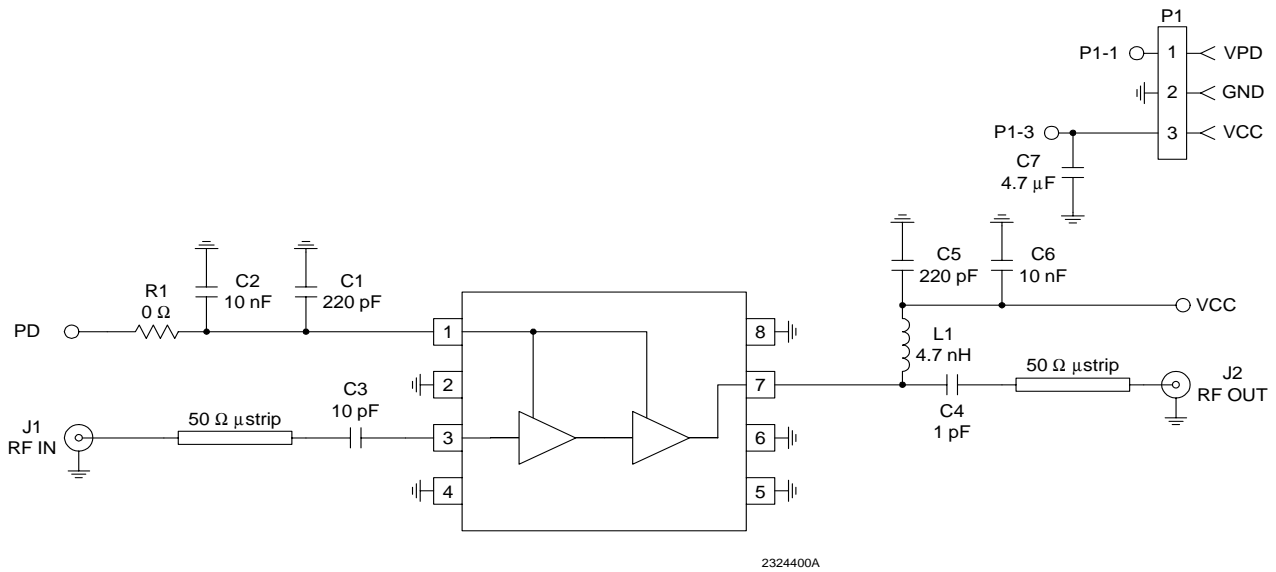 P1
P1-1
1
VPD
2
GND
P1-3
3
VCC
C7
4.7 μF
C2
10 nF
C1
220 pF
C5
220 pF
C6
10 nF
R1
0 Ω
PD
1
8
VCC
L1
4.7 nH
2
7
50 Ω μstrip
J2
RF OUT
C3
10 pF
C4
1 pF
J1
RF IN
50 Ω μstrip
3
6
4
5
2324400A